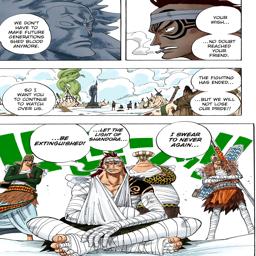 WE DON'T
HAVE TO
MAKE FUTURE
GENERATIONS
SHED BLOOD
ANYMORE.
YOUR
WISH...
...NO DOUBT
REACHED
YOUR
FRIEND.
THE FIGHTING
HAS ENDED...
SO I
WANT YOU
TO CONTINUE
TO WATCH
OVER US.
...BUT WE
WILL NOT
LOSE OUR
PRIDE!!
...BE
EXTINGUISHED!
...LET THE
LIGHT OF
SHANDORA...
I SWEAR TO
NEVER
AGAIN...